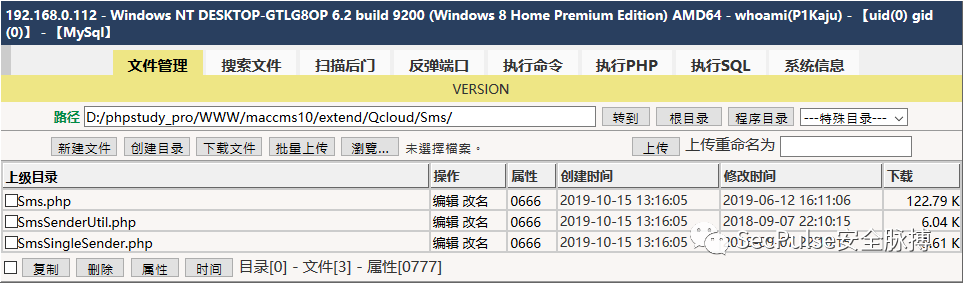 192.168.0.112 - Windows NT DESKTOP-GTLG8OP 6.2 build 9200 (Windows 8 Home Premium Edition) AMD64 - whoami(P1Kaju) - 【uid(0) gid
(0)】 - 【MySql】
文件管理 搜索文件 扫描后门 反弹端口 执行命令 执行PHP 执行SQL 系统信息
VERSION
路径 D:/phpstudy_pro/WWW/maccms10/extend/Qcloud/Sms/ 转到 根目录 程序目录 ---特殊目录---
新建文件 创建目录 下载文件 批量上传 瀏覽... 未選擇檔案。 上传 上传重命名为
上级目录 操作 属性 创建时间 修改时间 下载
Sms.php 编辑 改名 0666 2019-10-15 13:16:05 2019-06-12 16:11:06 122.79 K
SmsSenderUtil.php 编辑 改名 0666 2019-10-15 13:16:05 2018-09-07 22:10:15 6.04 K
SmsSingleSender.php 编辑 改名 0666 2019-10-15 13:16:05
SecPulse安全脉搏
复制 删除 属性 时间 目录[0] - 文件[3] - 属性[0777]